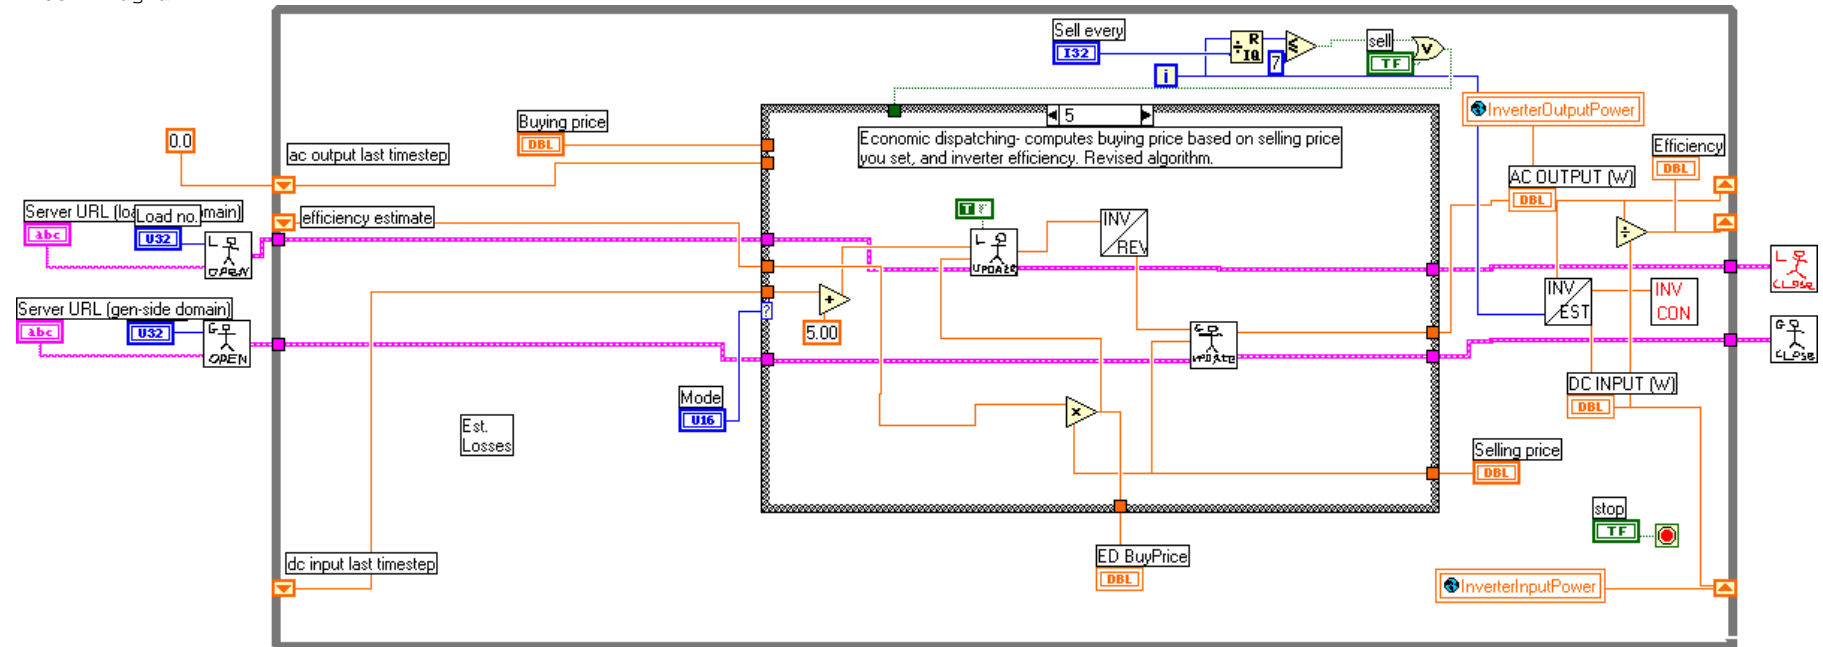 Sell every
I32
R
IQ
7
sell
TF
i
5
Buying price
DBL
Economic dispatching- computes buying price based on selling price
you set, and inverter efficiency. Revised algorithm.
InverterOutputPower
Efficiency
DBL
0.0
ac output last timestep
AC OUTPUT (W)
DBL
Server URL (loa
Load no.
main)
abc
U32
L
OPEN
efficiency estimate
T F
L
UPDATE
INV
REV
L
CLOSE
Server URL (gen-side domain)
abc
U32
G
OPEN
?
5.00
G
UPDATE
INV
EST
INV
CON
G
CLOSE
Mode
U16
DC INPUT (W)
DBL
Est.
Losses
Selling price
DBL
stop
TF
ED BuyPrice
DBL
dc input last timestep
InverterInputPower